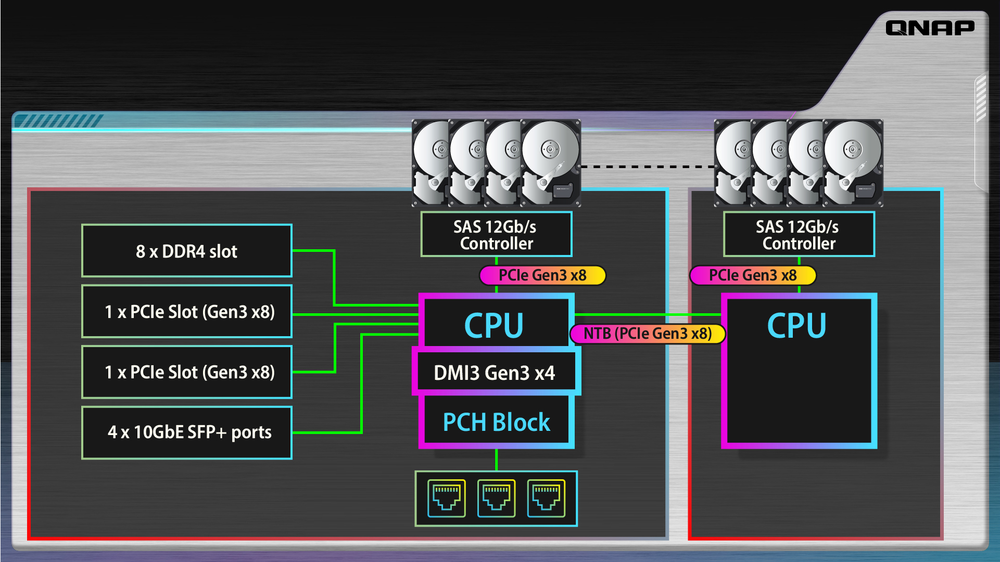 QNAP
SAS 12Gb/s
Controller
SAS 12Gb/s
Controller
8 x DDR4 slot
PCIe Gen3 x8
PCIe Gen3 x8
1 x PCIe Slot (Gen3 x8)
CPU
CPU
NTB (PCIe Gen3 x8)
1 x PCIe Slot (Gen3 x8)
DMI3 Gen3 x4
4 x 10GbE SFP+ ports
PCH Block